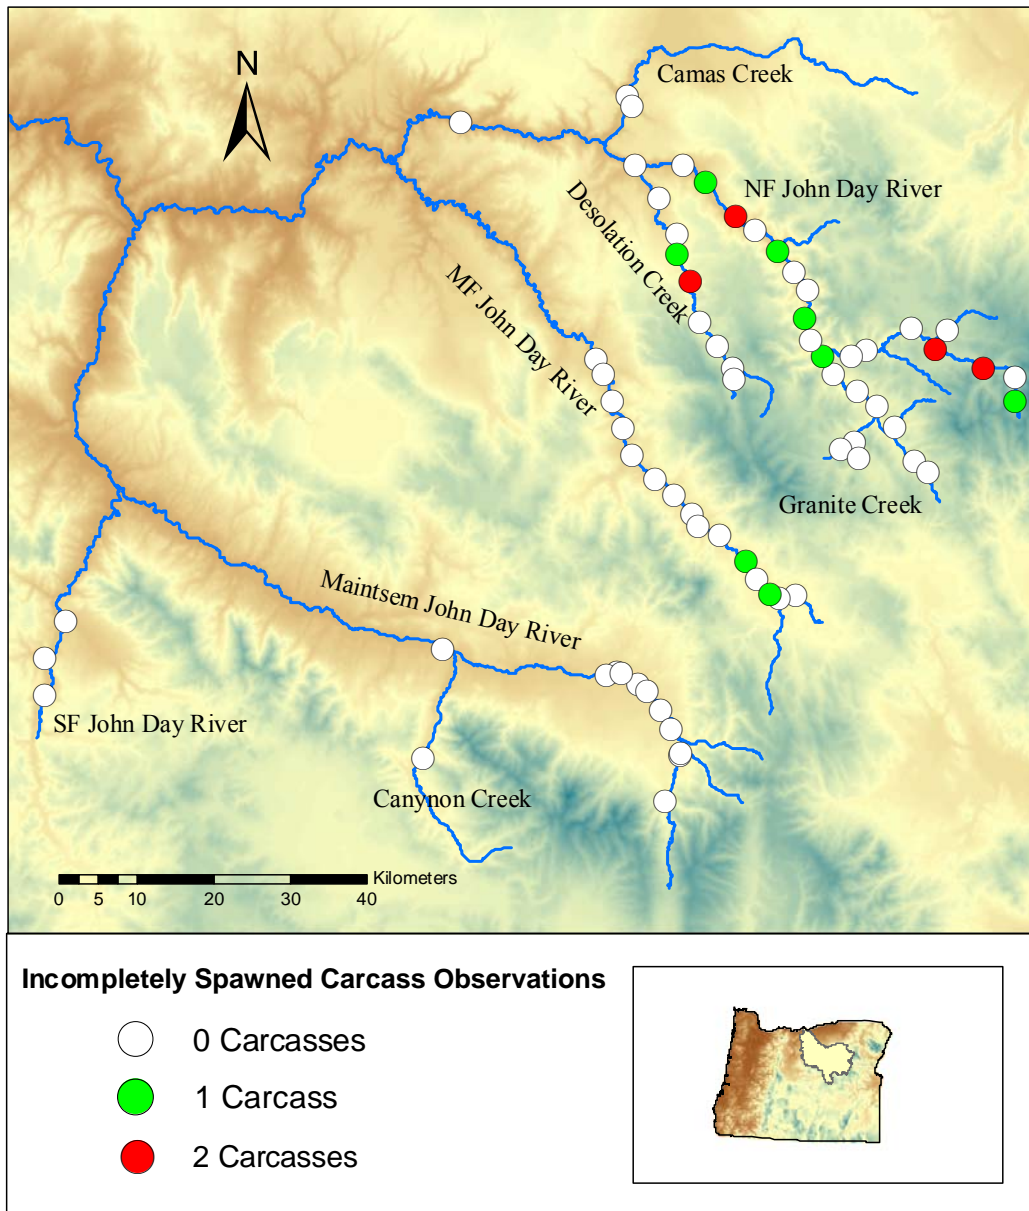 N
Camas Creek
NF John Day River
Desolation Creek
MF John Day River
Granite Creek
Maintsem John Day River
SF John Day River
Canynon Creek
Kilometers
0 5 10 20 30 40
Incompletely Spawned Carcass Observations
0 Carcasses
1 Carcass
2 Carcasses